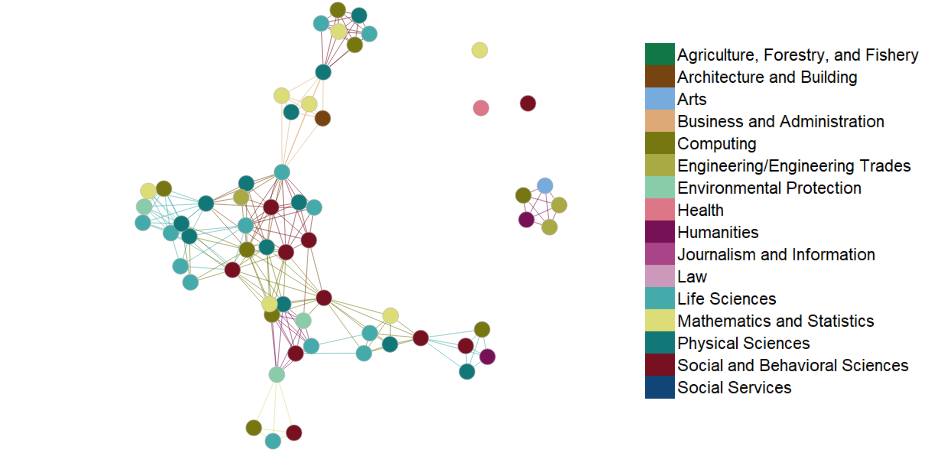 Agriculture, Forestry, and Fishery
Architecture and Building
Arts
Business and Administration
Computing
Engineering/Engineering Trades
Environmental Protection
Health
Humanities
Journalism and Information
Law
Life Sciences
Mathematics and Statistics
Physical Sciences
Social and Behavioral Sciences
Social Services